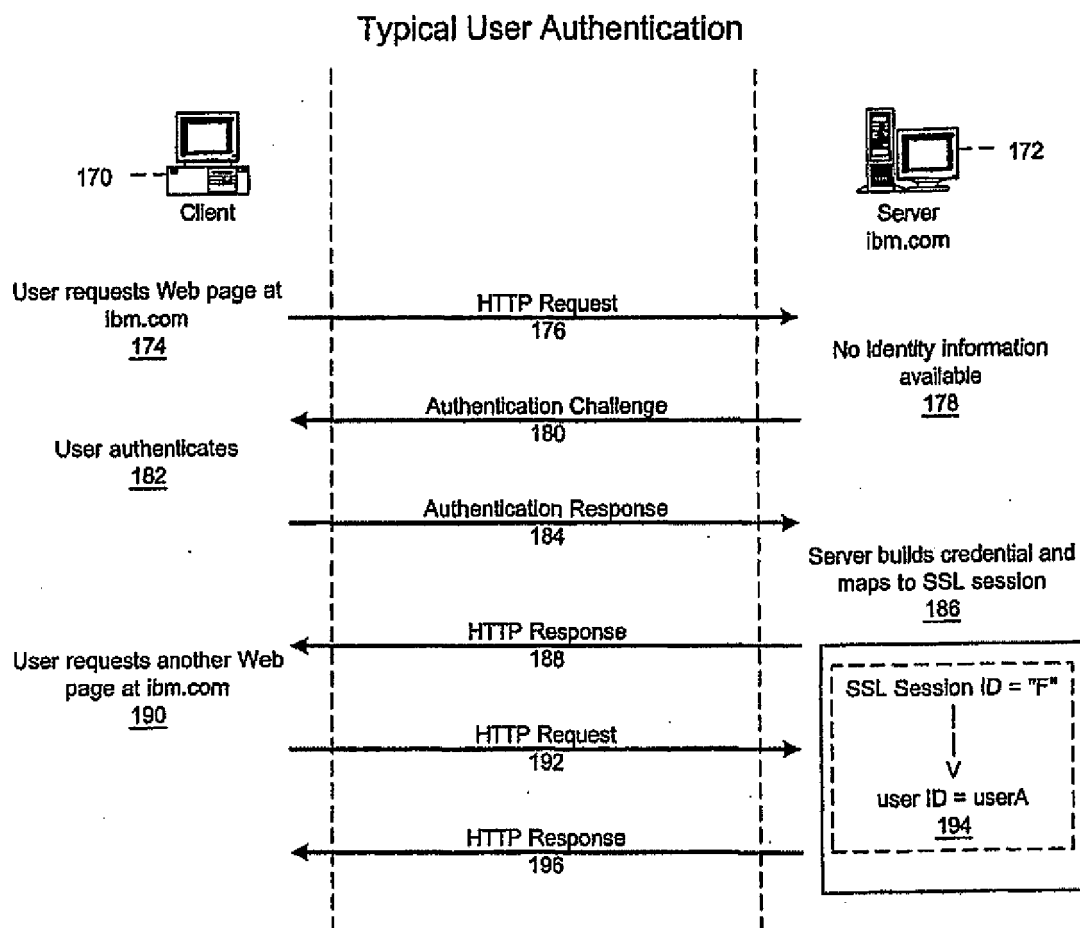 Typical User Authentication
170
Client
172
Server
ibm.com
User requests Web page at
ibm.com
174
HTTP Request
176
No identity information
available
178
Authentication Challenge
180
User authenticates
182
Authentication Response
184
Server builds credential and
maps to SSL session
186
HTTP Response
188
User requests another Web
page at ibm.com
190
SSL Session ID = "F"
HTTP Request
192
user ID = userA
194
HTTP Response
196